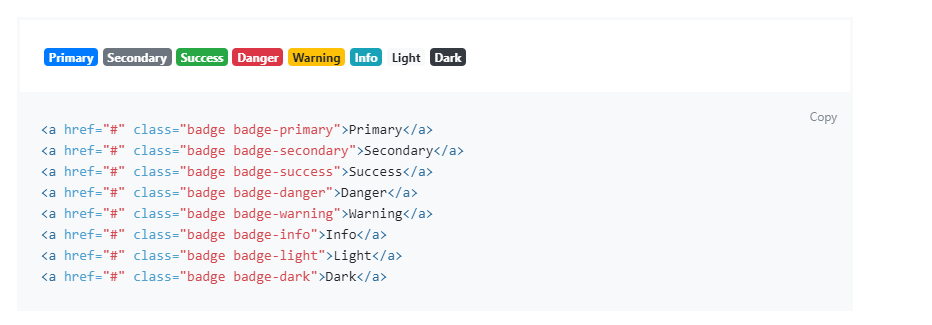 Primary Secondary Success Danger Warning Info Light Dark
Copy
<a href="#" class="badge badge-primary">Primary</a>
<a href="#" class="badge badge-secondary">Secondary</a>
<a href="#" class="badge badge-success">Success</a>
<a href="#" class="badge badge-danger">Danger</a>
<a href="#" class="badge badge-warning">Warning</a>
<a href="#" class="badge badge-info">Info</a>
<a href="#" class="badge badge-light">Light</a>
<a href="#" class="badge badge-dark">Dark</a>